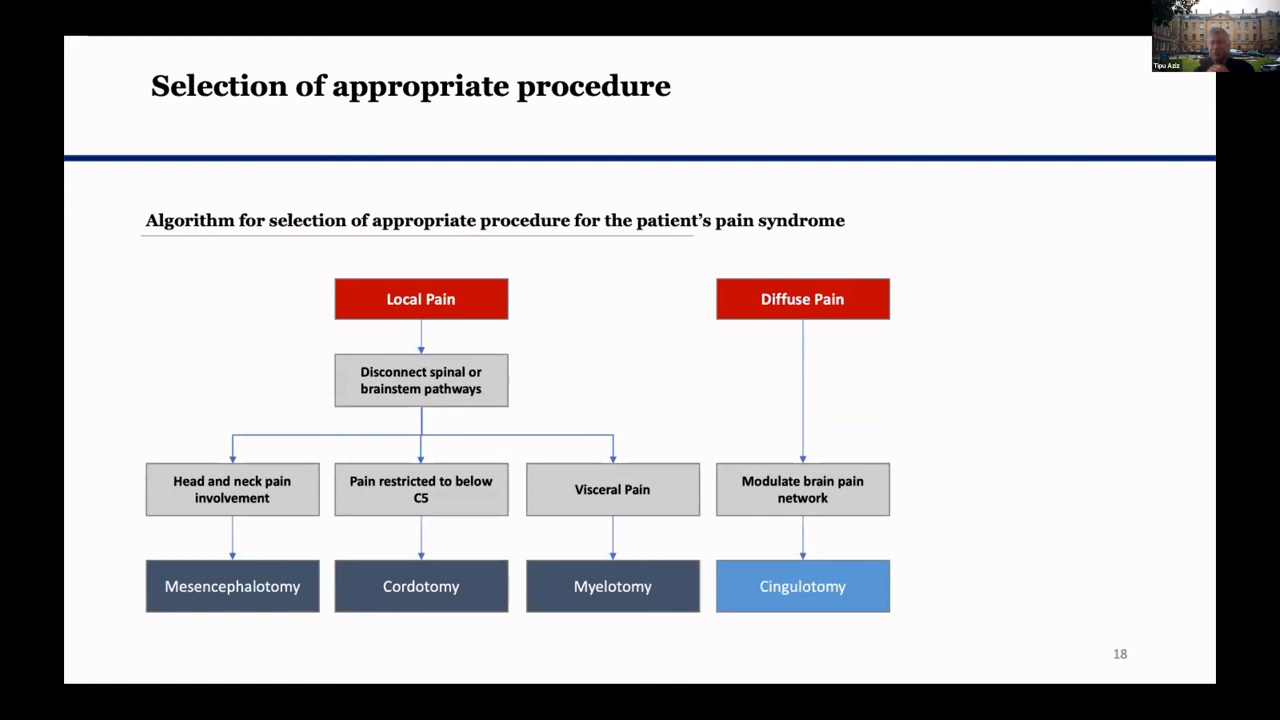 Tipu Aziz
Selection of appropriate procedure
Algorithm for selection of appropriate procedure for the patient’s pain syndrome
Local Pain
Diffuse Pain
Disconnect spinal or
brainstem pathways
Head and neck pain
involvement
Pain restricted to below
C5
Visceral Pain
Modulate brain pain
network
Mesencephalotomy
Cordotomy
Myelotomy
Cingulotomy
18